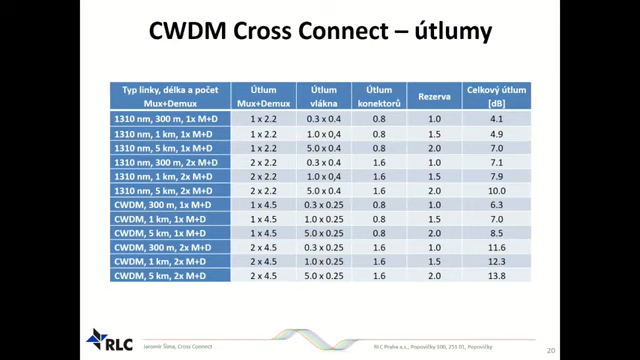 CWDM Cross Connect – útlumy
Typ linky, délka a počet Útlum Útlum Útlum Rezerva Celkový útlum
Mux+Demux Mux+Demux vlákna konektorů [dB]
1310 nm, 300 m, 1x M+D 1 x 2.2 0.3 x 0.4 0.8 1.0 4.1
1310 nm, 1 km, 1x M+D 1 x 2.2 1.0 x 0,4 0.8 1.5 4.9
1310 nm, 5 km, 1x M+D 1 x 2.2 5.0 x 0.4 0.8 2.0 7.0
1310 nm, 300 m, 2x M+D 2 x 2.2 0.3 x 0.4 1.6 1.0 7.1
1310 nm, 1 km, 2x M+D 2 x 2.2 1.0 x 0,4 1.6 1.5 7.9
1310 nm, 5 km, 2x M+D 2 x 2.2 5.0 x 0.4 1.6 2.0 10.0
CWDM, 300 m, 1x M+D 1 x 4.5 0.3 x 0.25 0.8 1.0 6.3
CWDM, 1 km, 1x M+D 1 x 4.5 1.0 x 0.25 0.8 1.5 7.0
CWDM, 5 km, 1x M+D 1 x 4.5 5.0 x 0.25 0.8 2.0 8.5
CWDM, 300 m, 2x M+D 2 x 4.5 0.3 x 0.25 1.6 1.0 11.6
CWDM, 1 km, 2x M+D 2 x 4.5 1.0 x 0.25 1.6 1.5 12.3
CWDM, 5 km, 2x M+D 2 x 4.5 5.0 x 0.25 1.6 2.0 13.8
RLC
Jaromír Šíma, Cross Connect
RLC Praha a.s., Popovičky 100, 251 01, Popovičky
20